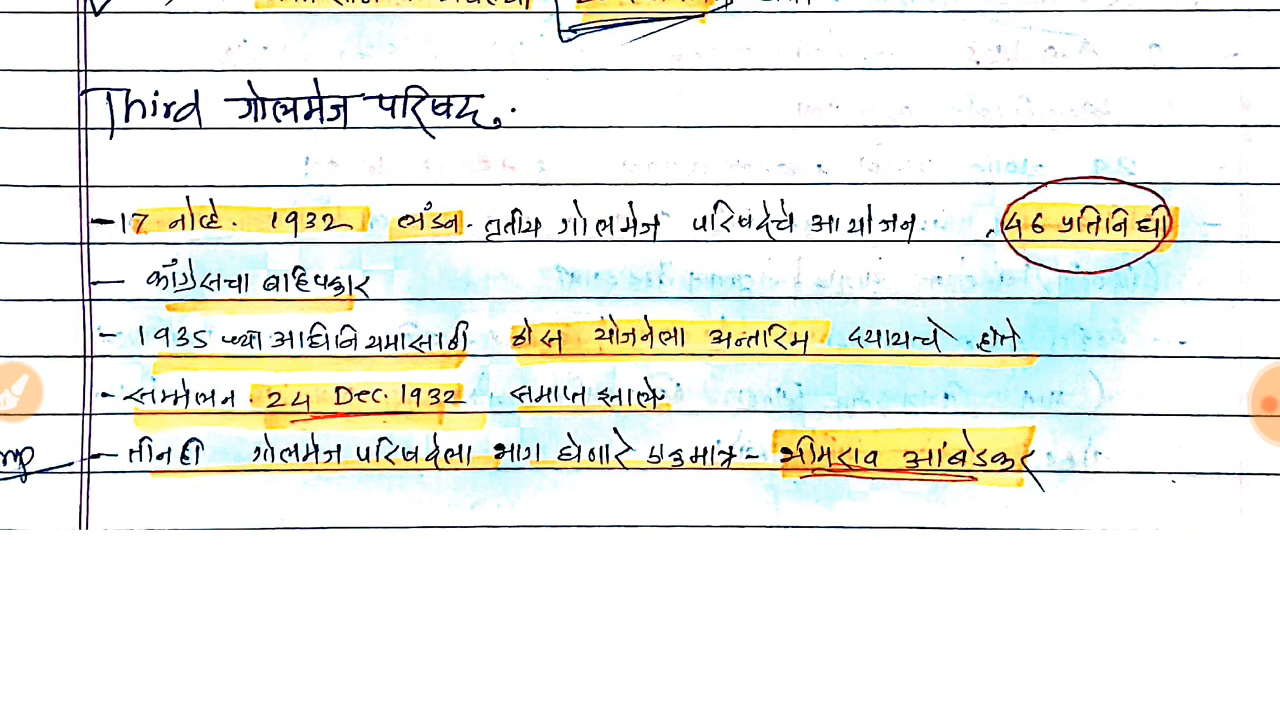 Third गोलमेज परिषद.
- 17 नोव्हे. 1932 लंडन. तृतीय गोलमेज परिषदेचे आयोजन. 46 प्रतिनिधी
- काँग्रेसचा बहिष्कार
- 1935 च्या अधिनियमासाठी ठोस योजनेला अन्तरिम द्यायचे होते
- सम्मेलन. 24 Dec. 1932 समाप्त झाले.
Imp - तीनही गोलमेज परिषदेला भाग घेणारे एकमात्र - भीमराव आंबेडकर